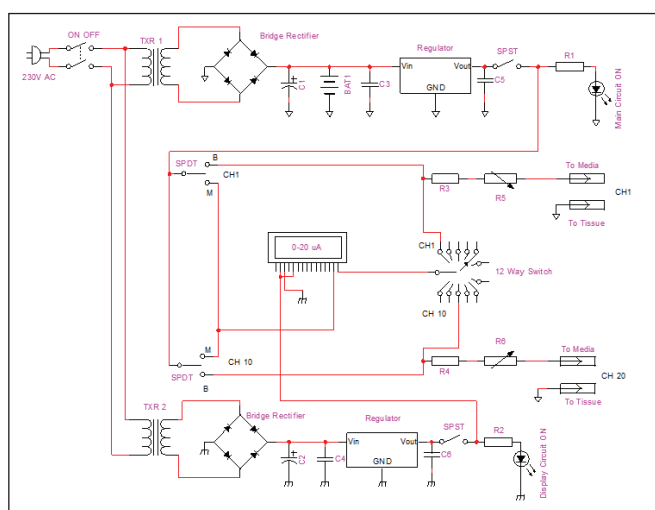 ON OFF
TXR 1
Bridge Rectifier
Regulator
SPST
R1
230V AC
C1
BAT1
C3
Vin
Vout
GND
C5
Main Circuit ON
SPDT
B
CH1
M
R3
R5
To Media
CH1
To Tissue
0-20 uA
CH1
12 Way Switch
CH 10
M
CH 10
SPDT
B
R4
R6
To Media
CH 20
To Tissue
TXR 2
Bridge Rectifier
Regulator
SPST
R2
C2
C4
Vin
Vout
GND
C6
Display Circuit ON